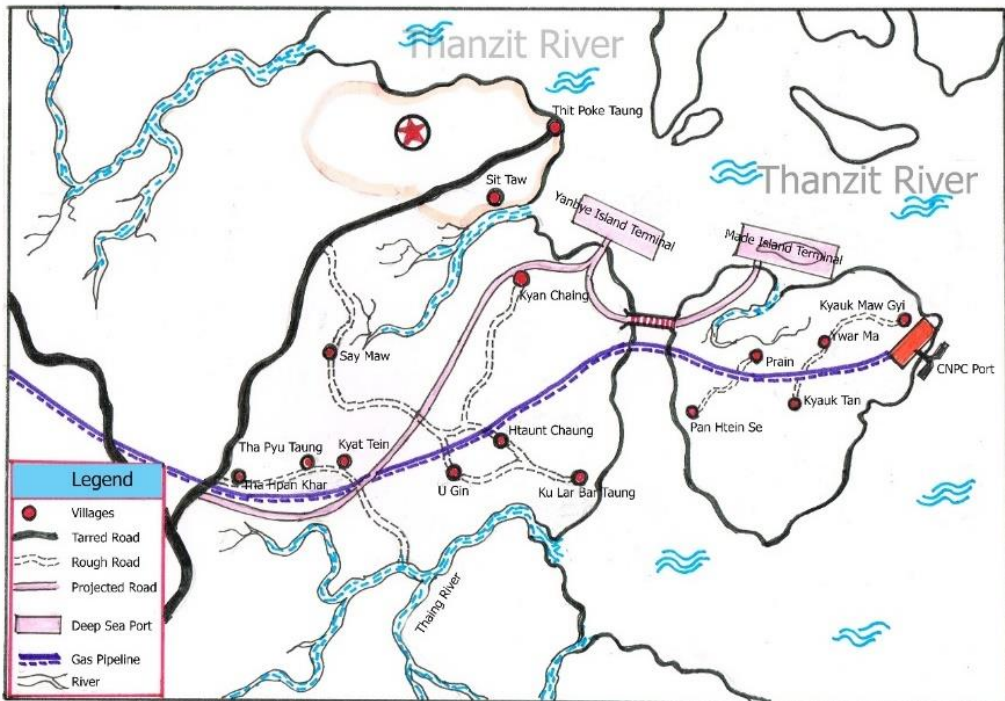 Thanzit River
Thit Poke Taung
Thanzit River
Sit Taw
Yanbye Island Terminal
Made Island Terminal
Kyan Chaing
Kyauk Maw Gyi
Ywar Ma
Say Maw
Prain
CNPC Port
Kyauk Tan
Pan Htein Se
Htaunt Chaung
Tha Pyu Taung
Kyat Tein
Tha Hpan Khar
U Gin
Ku Lar Bar Taung
Thaing River
Legend
Villages
Tarred Road
Rough Road
Projected Road
Deep Sea Port
Gas Pipeline
River